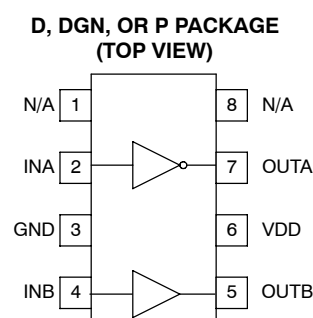 D, DGN, OR P PACKAGE
(TOP VIEW)
N/A 1 8 N/A
INA 2 7 OUTA
GND 3 6 VDD
INB 4 5 OUTB